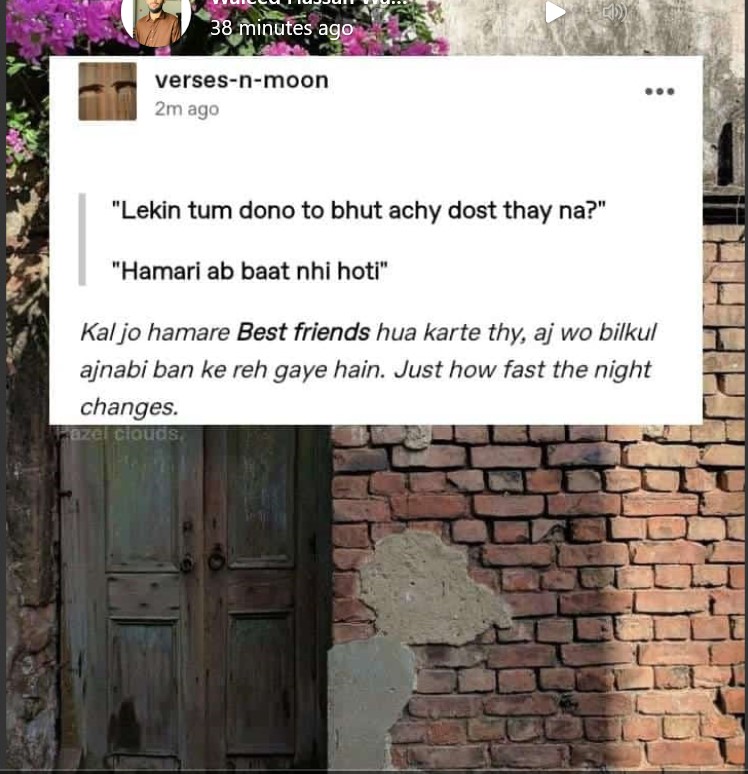 38 minutes ago
verses-n-moon
2m ago
"Lekin tum dono to bhut achy dost thay na?"
"Hamari ab baat nhi hoti"
Kal jo hamare Best friends hua karte thy, aj wo bilkul
ajnabi ban ke reh gaye hain. Just how fast the night
changes.
Hazel clouds.